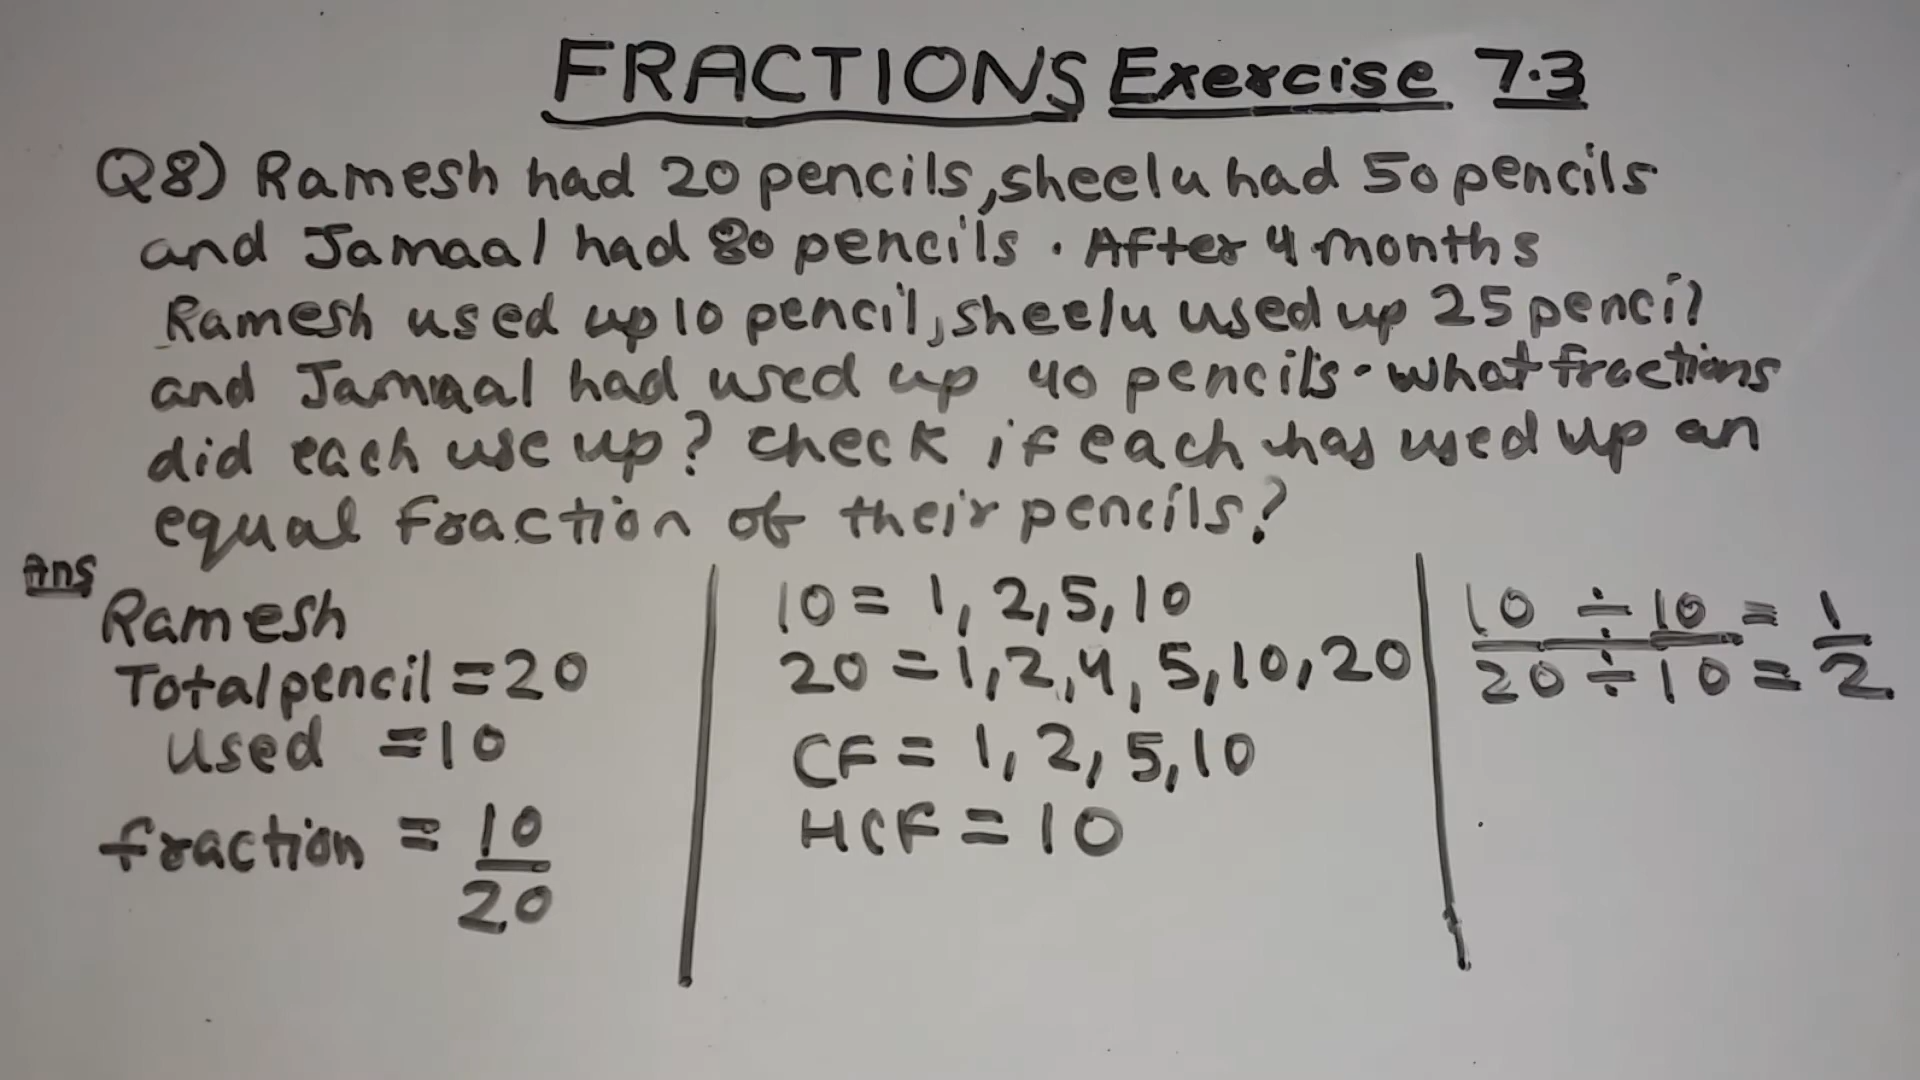 FRACTIONS Exercise 7.3
Q8) Ramesh had 20 pencils, sheelu had 50 pencils
and Jamaal had 80 pencils. After 4 months
Ramesh used up 10 pencil, sheelu used up 25 pencil
and Jamaal had used up 40 pencils. what fractions
did each use up? check if each has used up an
equal fraction of their pencils?
Ans
Ramesh
Total pencil = 20
used = 10
fraction = 10
20
10 = 1, 2, 5, 10
20 = 1, 2, 4, 5, 10, 20
CF = 1, 2, 5, 10
HCF = 10
10 ÷ 10 = 1
÷
20 ÷ 10 = 2